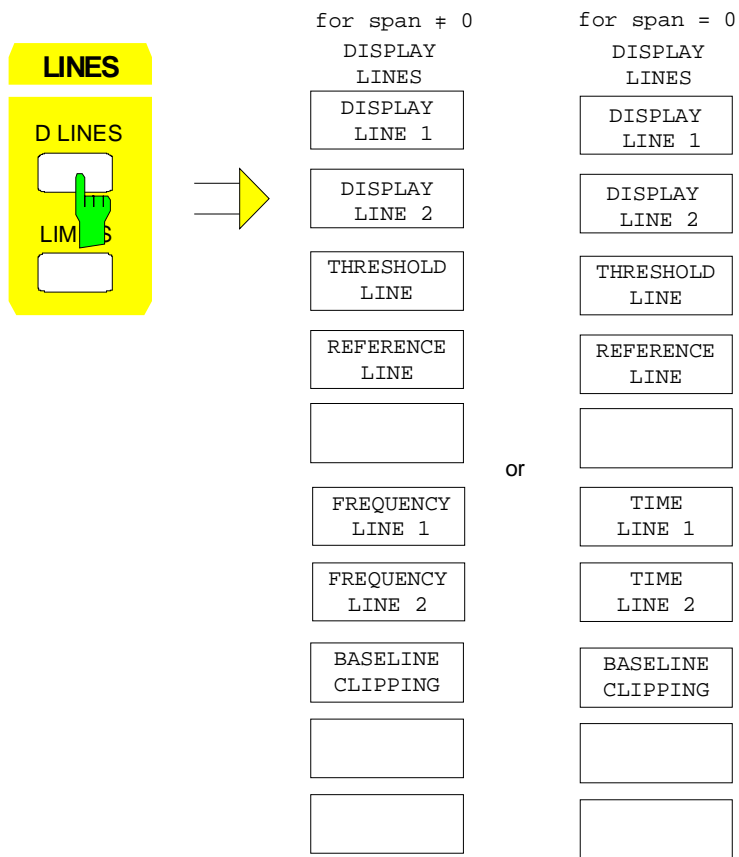 LINES
D LINES
for span ≠ 0
DISPLAY
LINES
DISPLAY
LINE 1
DISPLAY
LINE 2
THRESHOLD
LINE
REFERENCE
LINE
FREQUENCY
LINE 1
FREQUENCY
LINE 2
BASELINE
CLIPPING
or
for span = 0
DISPLAY
LINES
DISPLAY
LINE 1
DISPLAY
LINE 2
THRESHOLD
LINE
REFERENCE
LINE
TIME
LINE 1
TIME
LINE 2
BASELINE
CLIPPING